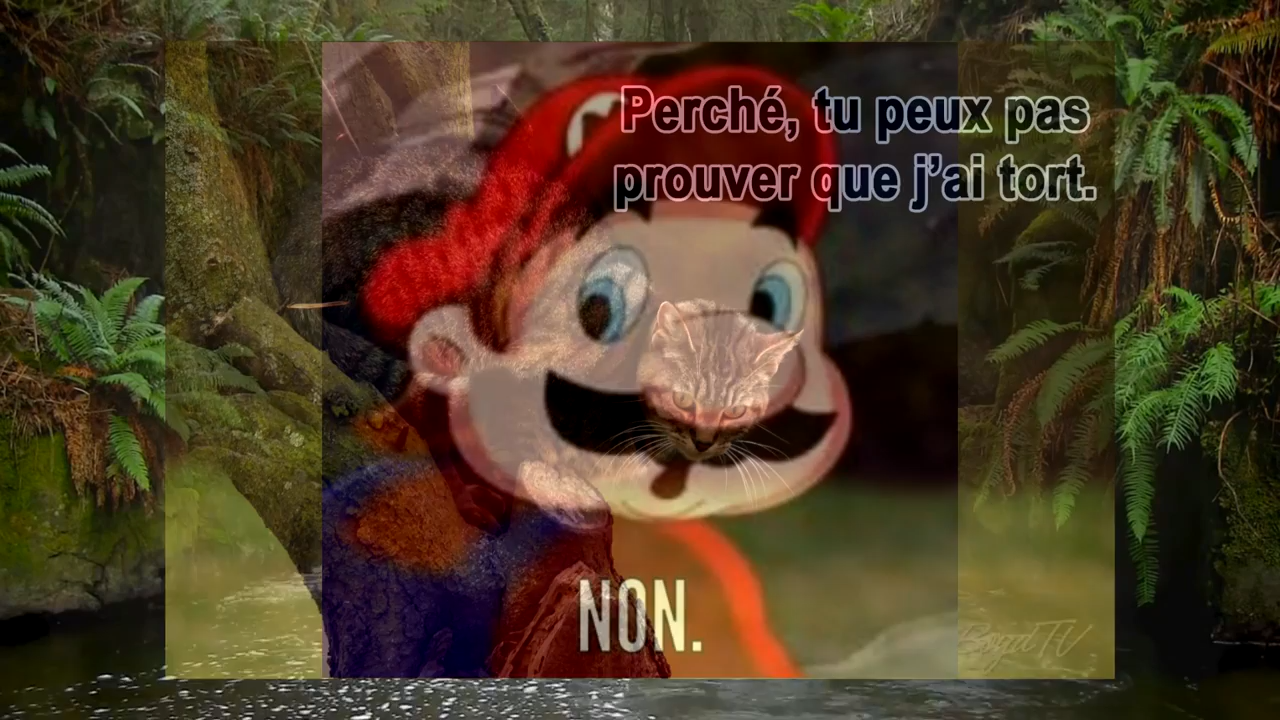 Perché, tu peux pas
prouver que j'ai tort.
NON.